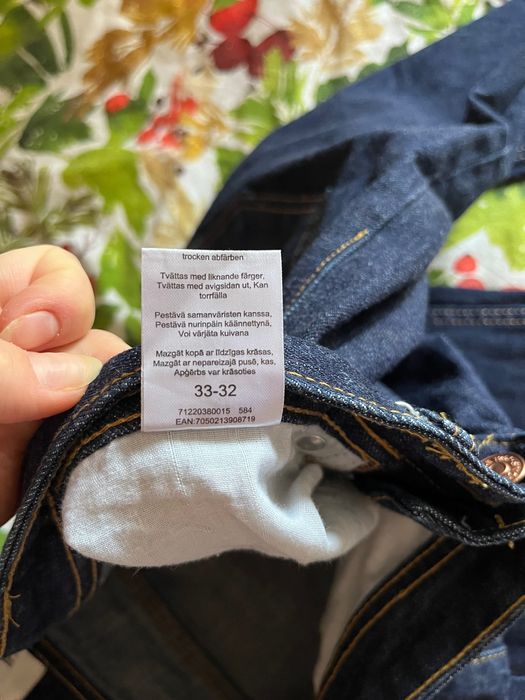 trocken abfärben
Tvättas med liknande färger,
Tvättas med avigsidan ut, Kan
torrfälla
Pestävä samanväristen kanssa,
Pestävä nurinpäin käännettynä,
Voi värjätä kuivana
Mazgāt kopā ar līdzīgas krāsas,
Mazgāt ar nepareizajā pusē, kas,
Apģērbs var krāsoties
33-32
71220380015 584
EAN:7050213908719